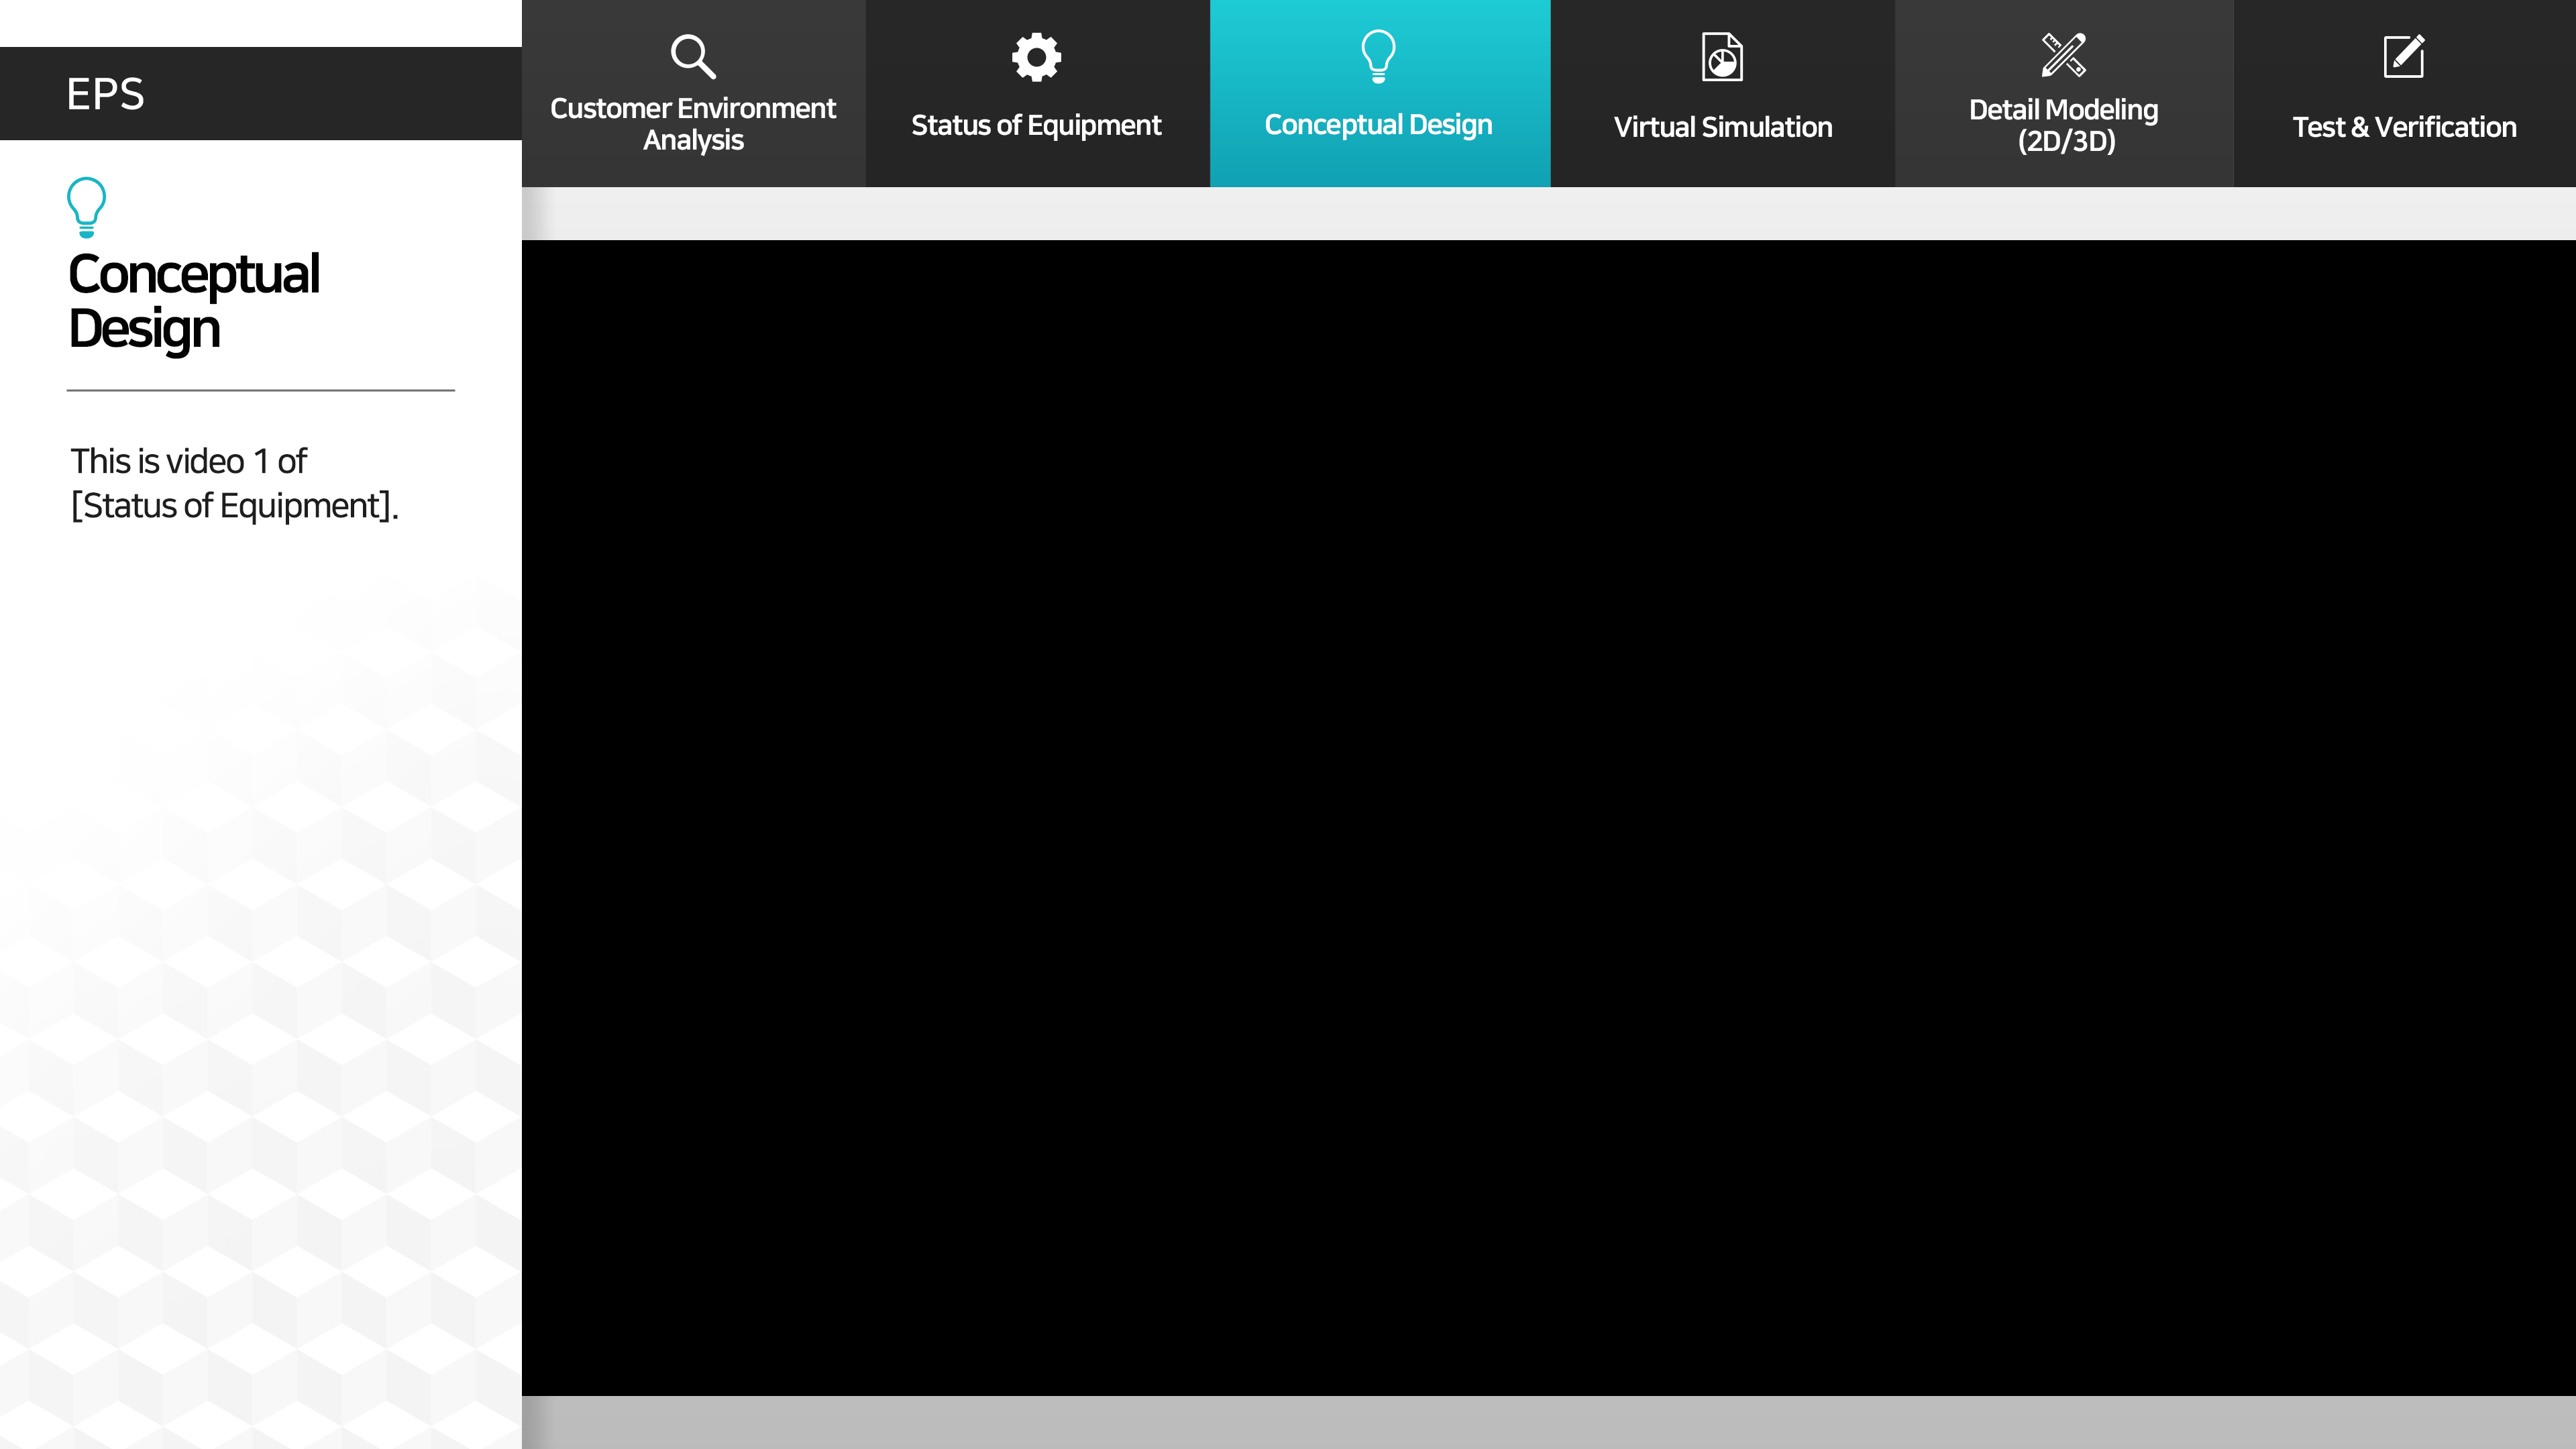 EPS
Customer Environment
Analysis
Status of Equipment
Conceptual Design
Virtual Simulation
Detail Modeling
(2D/3D)
Test & Verification
Conceptual
Design
This is video 1 of
[Status of Equipment].